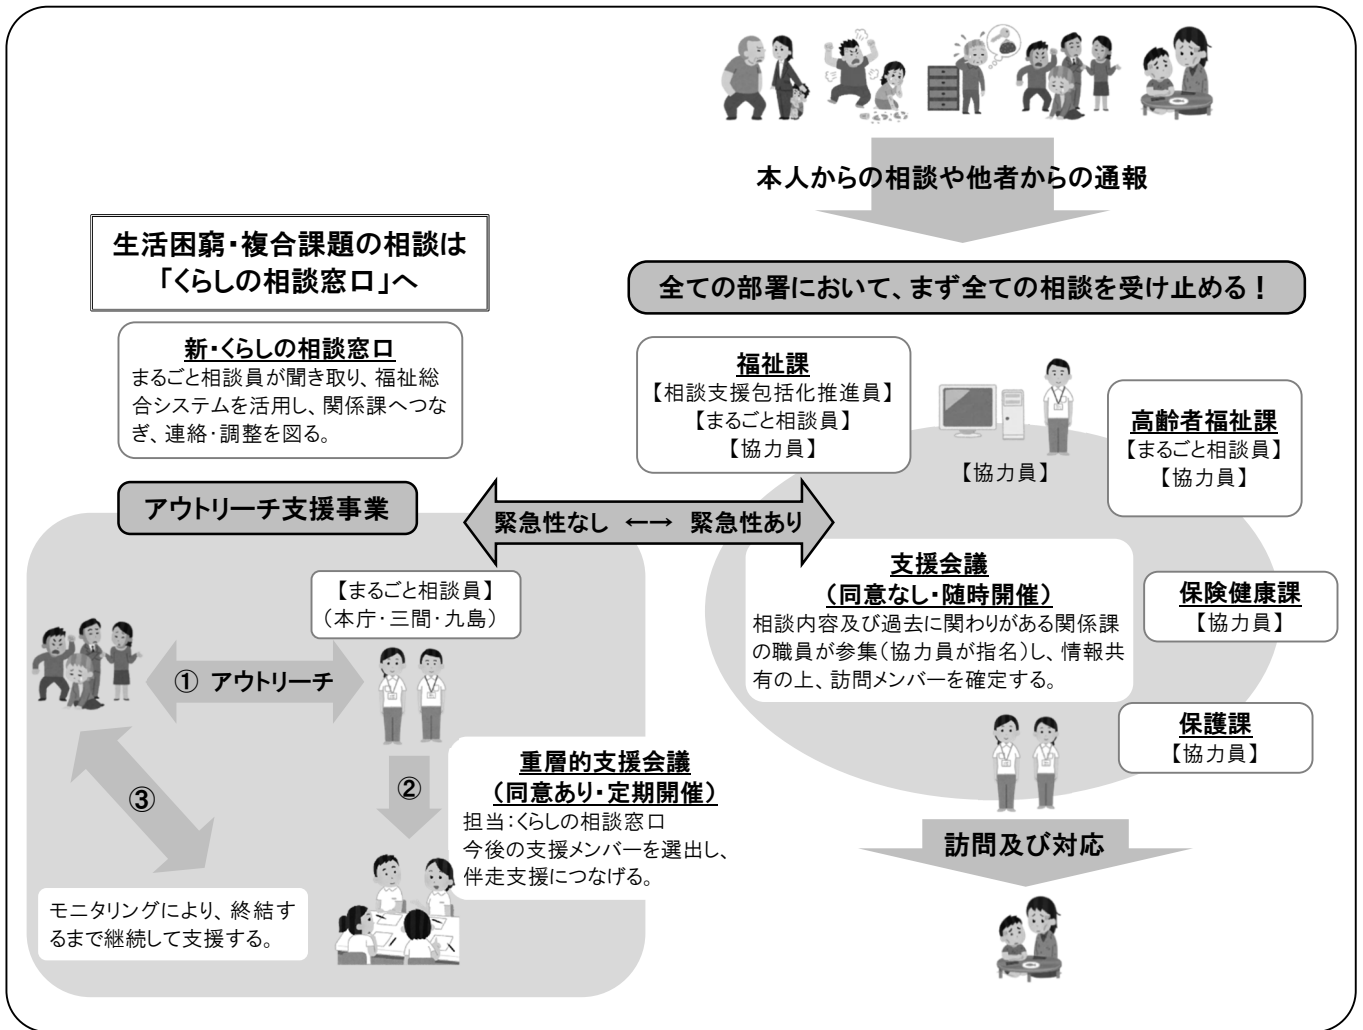 本人からの相談や他者からの通報
生活困窮・複合課題の相談は
「くらしの相談窓口」へ
全ての部署において、まず全ての相談を受け止める！
新・くらしの相談窓口
まるごと相談員が聞き取り、福祉総
合システムを活用し、関係課へつな
ぎ、連絡・調整を図る。
福祉課
【相談支援包括化推進員】
【まるごと相談員】
【協力員】
【協力員】
高齢者福祉課
【まるごと相談員】
【協力員】
アウトリーチ支援事業
緊急性なし ←→ 緊急性あり
【まるごと相談員】
（本庁・三間・九島）
支援会議
（同意なし・随時開催）
相談内容及び過去に関わりがある関係課
の職員が参集（協力員が指名）し、情報共
有の上、訪問メンバーを確定する。
保険健康課
【協力員】
① アウトリーチ
保護課
【協力員】
②
重層的支援会議
（同意あり・定期開催）
担当：くらしの相談窓口
今後の支援メンバーを選出し、
伴走支援につなげる。
③
訪問及び対応
モニタリングにより、終結す
るまで継続して支援する。